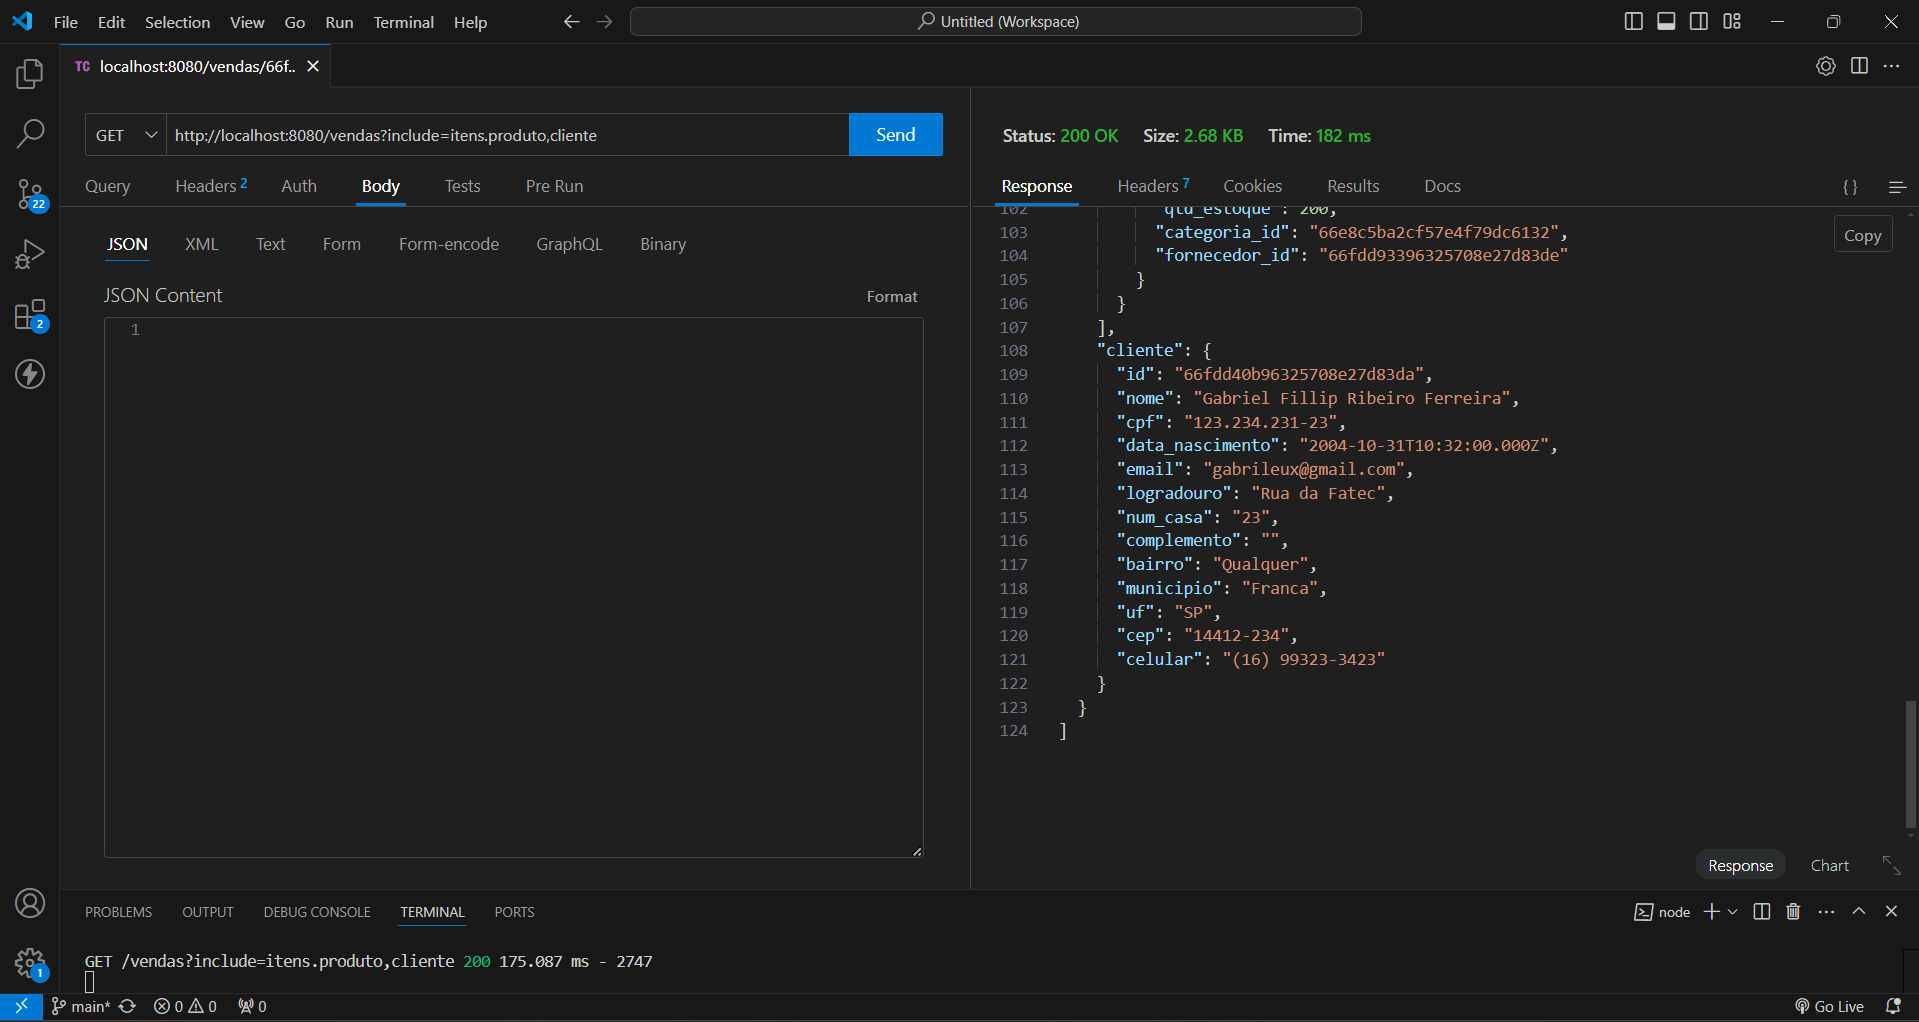 File Edit Selection View Go Run Terminal Help
Untitled (Workspace)
TC localhost:8080/vendas/66f..
GET http://localhost:8080/vendas?include=itens.produto,cliente Send
Query Headers 2 Auth Body Tests Pre Run
JSON XML Text Form Form-encode GraphQL Binary
JSON Content Format
1
Status: 200 OK Size: 2.68 KB Time: 182 ms
Response Headers 7 Cookies Results Docs {}
Copy
102 "qtd_estoque": 200,
103 "categoria_id": "66e8c5ba2cf57e4f79dc6132",
104 "fornecedor_id": "66fdd93396325708e27d83de"
105 }
106 }
107 ],
108 "cliente": {
109 "id": "66fdd40b96325708e27d83da",
110 "nome": "Gabriel Fillip Ribeiro Ferreira",
111 "cpf": "123.234.231-23",
112 "data_nascimento": "2004-10-31T10:32:00.000Z",
113 "email": "gabrileux@gmail.com",
114 "logradouro": "Rua da Fatec",
115 "num_casa": "23",
116 "complemento": "",
117 "bairro": "Qualquer",
118 "municipio": "Franca",
119 "uf": "SP",
120 "cep": "14412-234",
121 "celular": "(16) 99323-3423"
122 }
123 }
124 ]
Response Chart
22
2
1
PROBLEMS OUTPUT DEBUG CONSOLE TERMINAL PORTS
node
GET /vendas?include=itens.produto,cliente 200 175.087 ms - 2747
main* 0 0 0
Go Live